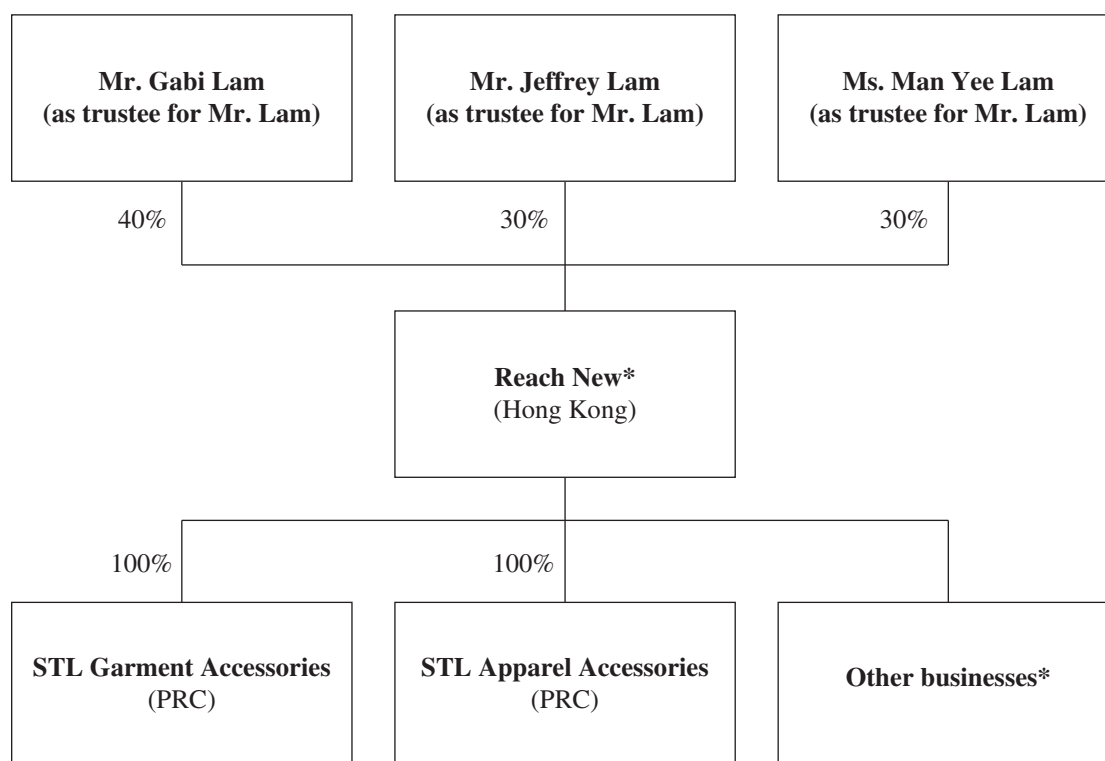 Mr. Gabi Lam
(as trustee for Mr. Lam)
Mr. Jeffrey Lam
(as trustee for Mr. Lam)
Ms. Man Yee Lam
(as trustee for Mr. Lam)
40%
30%
30%
Reach New*
(Hong Kong)
100%
100%
STL Garment Accessories
(PRC)
STL Apparel Accessories
(PRC)
Other businesses*